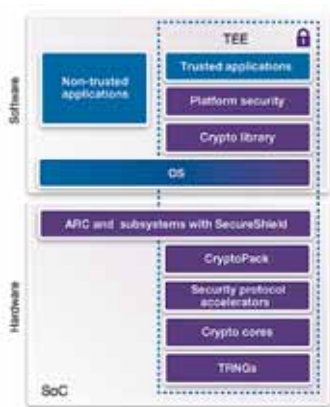 TEE
Trusted applications
Non-trusted
applications
Platform security
Crypto library
OS
Software
ARC and subsystems with SecureShield
CryptoPack
Security protocol
accelerators
Crypto cores
TRNGs
Hardware
SoC